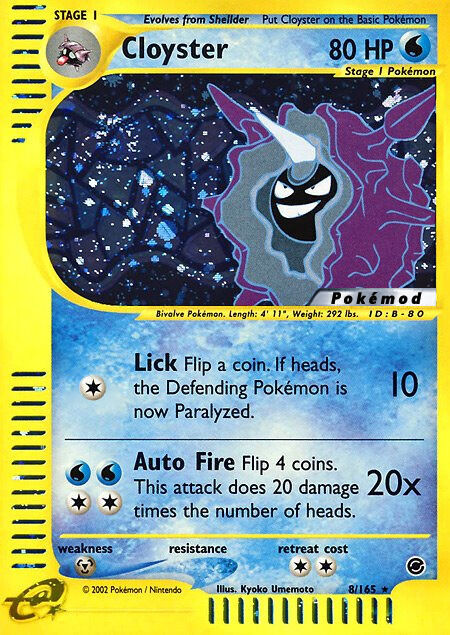 STAGE 1 Evolves from Shellder Put Cloyster on the Basic Pokémon
Cloyster 80 HP
Stage 1 Pokémon
Pokémod
Bivalve Pokémon. Length: 4' 11", Weight: 292 lbs. ID:B-80
Lick Flip a coin. If heads,
the Defending Pokémon is 10
now Paralyzed.
Auto Fire Flip 4 coins.
This attack does 20 damage 20x
times the number of heads.
weakness resistance retreat cost
© 2002 Pokémon / Nintendo Illus. Kyoko Umemoto 8/165 ★